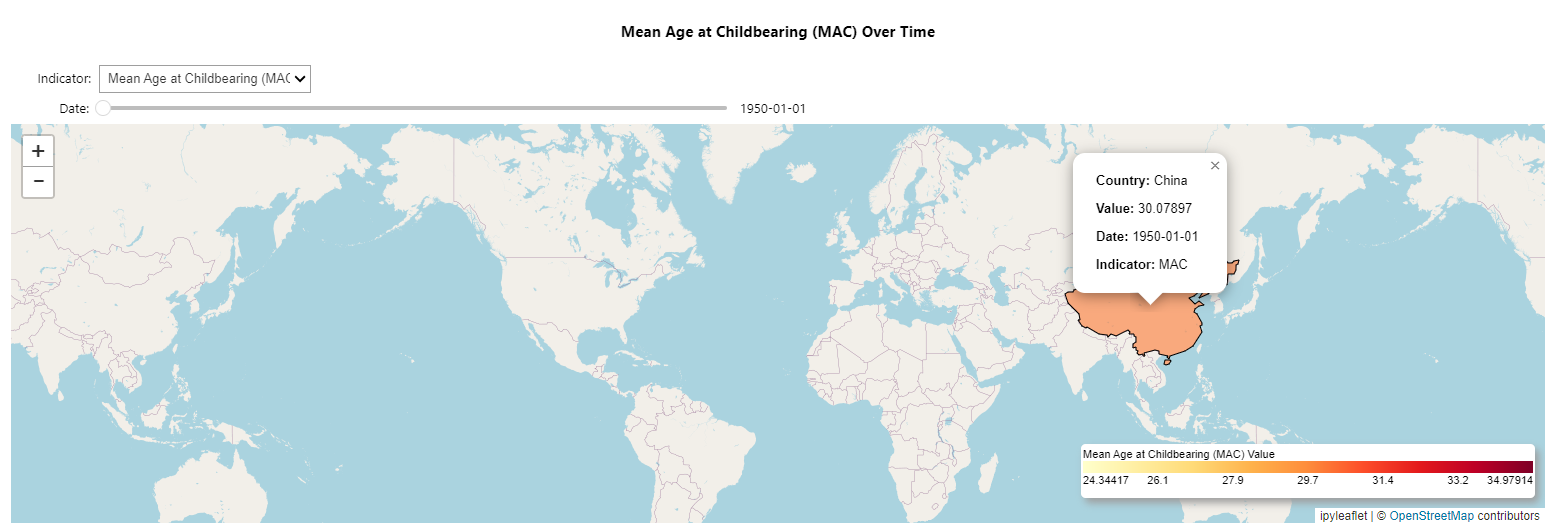 Mean Age at Childbearing (MAC) Over Time
Indicator: Mean Age at Childbearing (MAC
Date: 1950-01-01
+
−
×
Country: China
Value: 30.07897
Date: 1950-01-01
Indicator: MAC
Mean Age at Childbearing (MAC) Value
24.34417 26.1 27.9 29.7 31.4 33.2 34.97914
ipyleaflet | © OpenStreetMap contributors